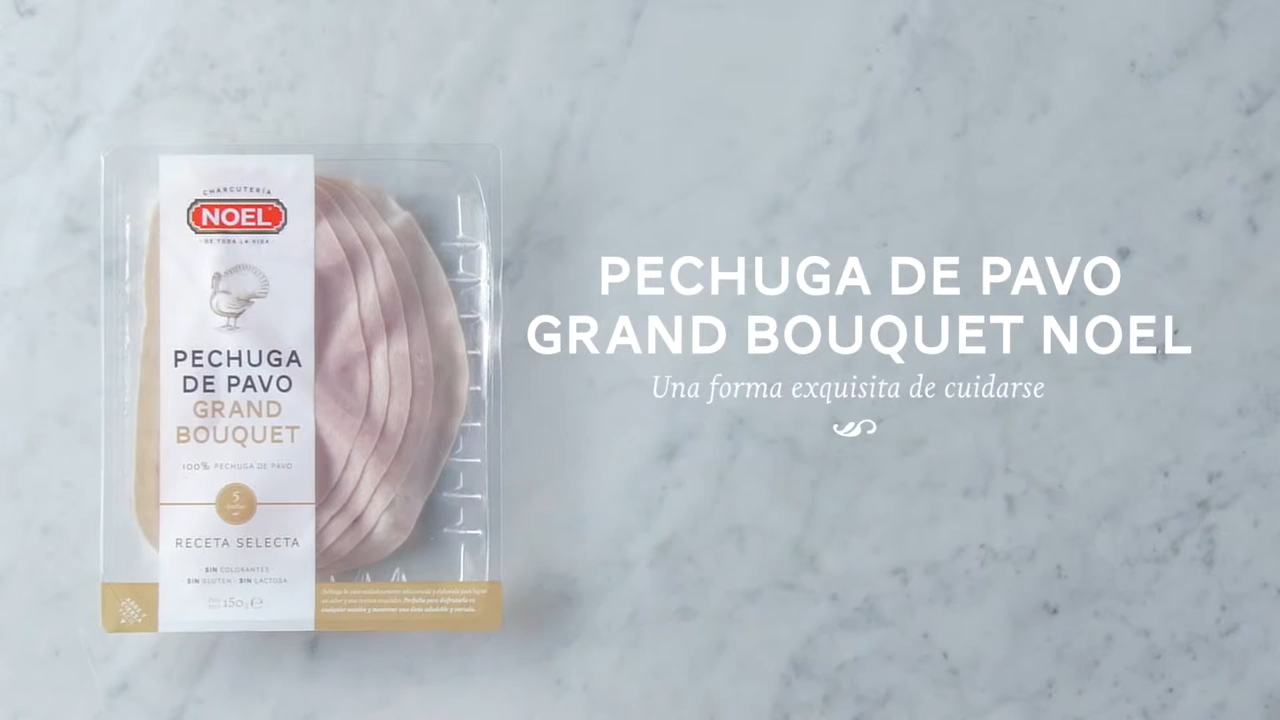 CHARCUTERÍA
NOEL
DE TODA LA VIDA
PECHUGA
DE PAVO
GRAND
BOUQUET
100% PECHUGA DE PAVO
5
RECETA SELECTA
· SIN COLORANTES ·
· SIN GLUTEN · SIN LACTOSA
150g e
PECHUGA DE PAVO
GRAND BOUQUET NOEL
Una forma exquisita de cuidarse